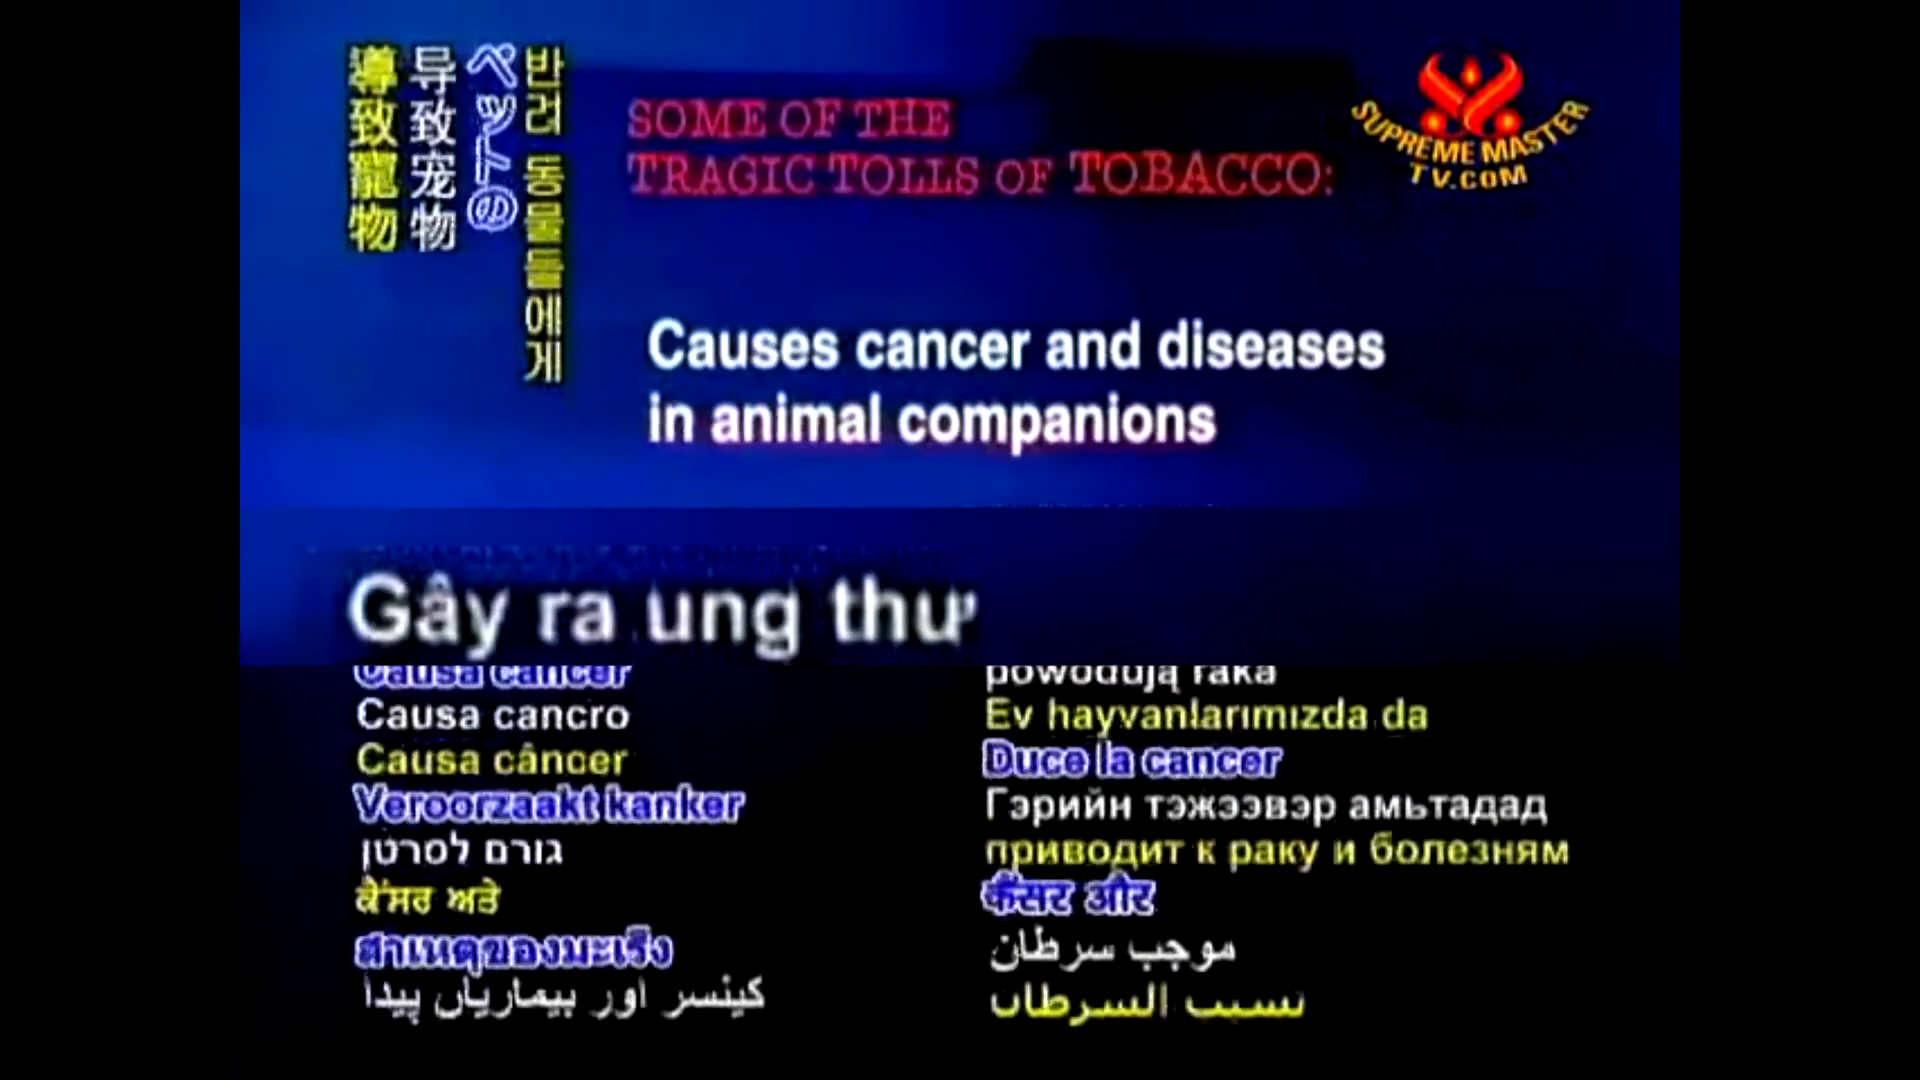 導致寵物
导致宠物
ペットの
반려 동물들에게
SOME OF THE
TRAGIC TOLLS OF TOBACCO:
SUPREME MASTER
TV.COM
Causes cancer and diseases
in animal companions
Gây ra ung thư
Causa cáncer
Causa cancro
Causa câncer
Veroorzaakt kanker
גורם לסרטן
ਕੈਂਸਰ ਅਤੇ
สาเหตุของมะเร็ง
کینسر اور بیماریاں پیدا
powodują raka
Ev hayvanlarımızda da
Duce la cancer
Гэрийн тэжээвэр амьтадад
приводит к раку и болезням
कैंसर और
موجب سرطان
تسبب السرطان